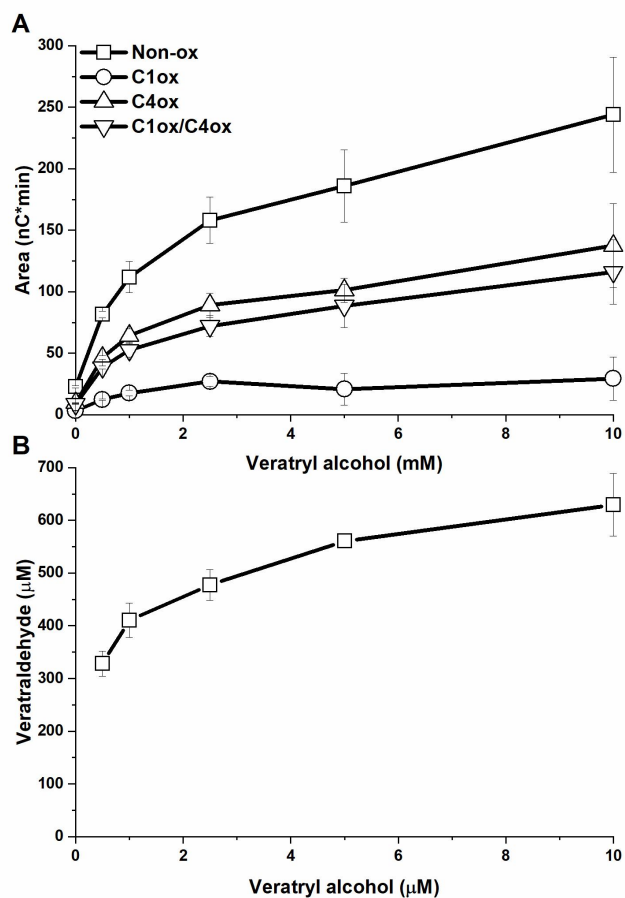 A
Non-ox
C1ox
C4ox
C1ox/C4ox
Area (nC*min)
300
250
200
150
100
50
0
0 2 4 6 8 10
Veratryl alcohol (mM)
B
Veratraldehyde (μM)
700
600
500
400
300
200
100
0
0 2 4 6 8 10
Veratryl alcohol (μM)